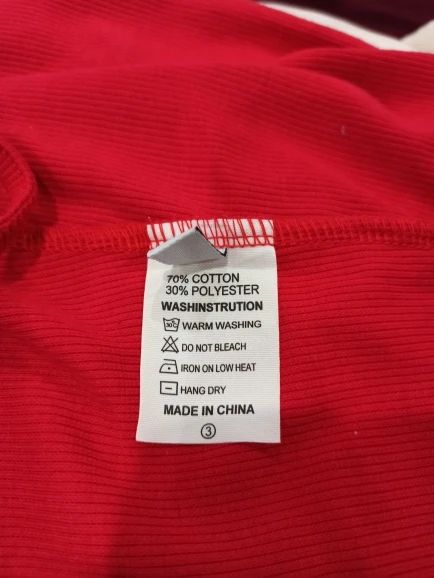 70% COTTON
30% POLYESTER
WASHINSTRUTION
30°C WARM WASHING
DO NOT BLEACH
IRON ON LOW HEAT
HANG DRY
MADE IN CHINA
3